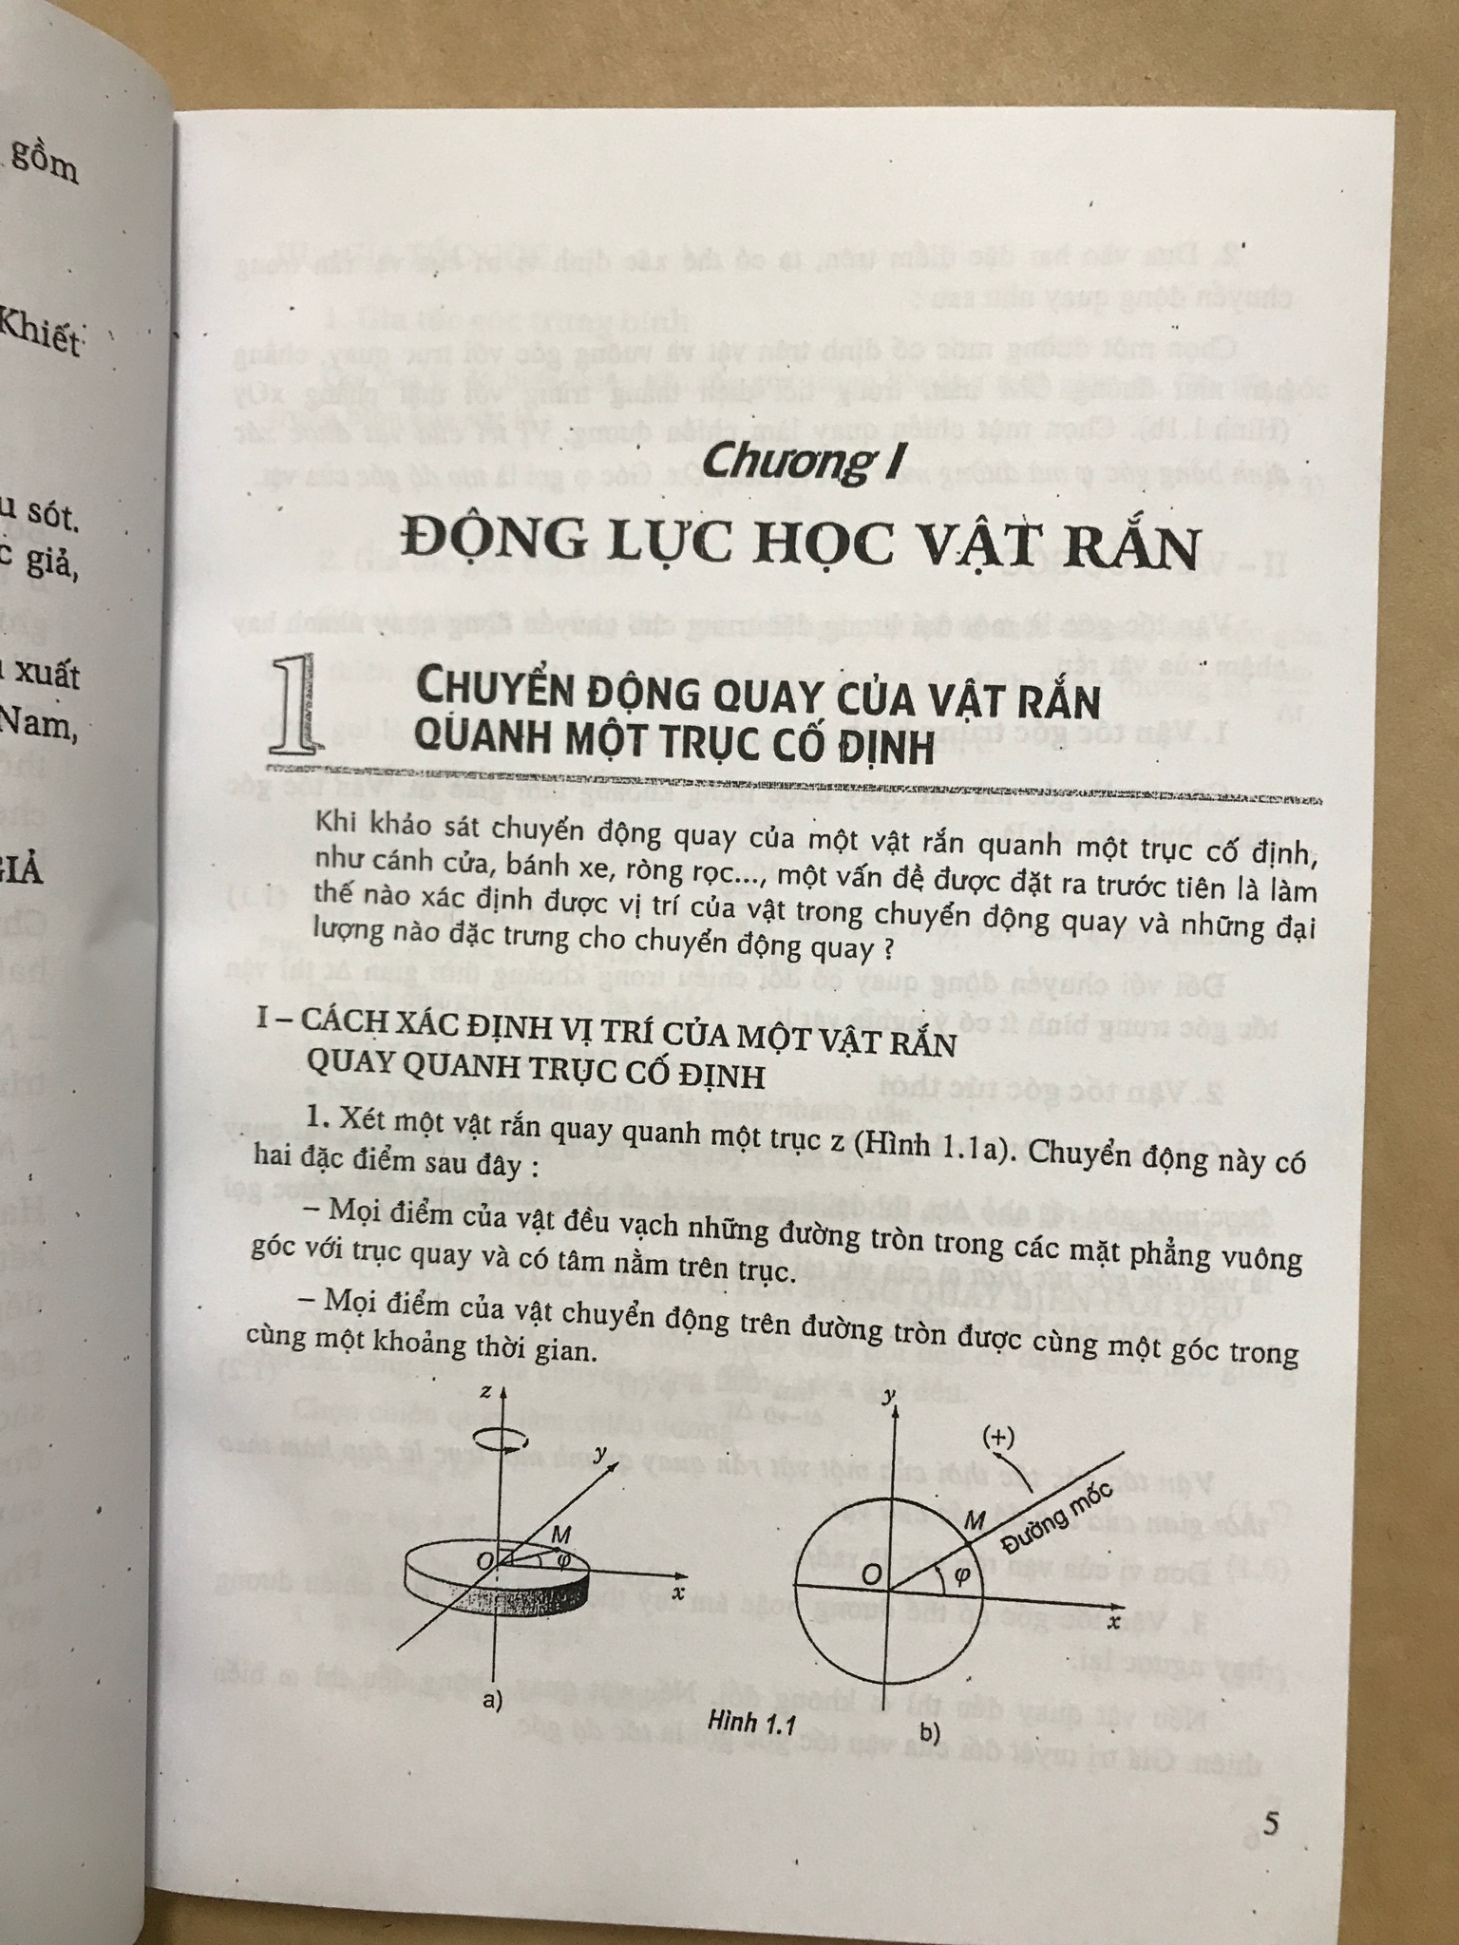 gồm
Khiết
sót.
giả,
xuất
Nam,
Chương I
ĐỘNG LỰC HỌC VẬT RẮN
1 CHUYỂN ĐỘNG QUAY CỦA VẬT RẮN
QUANH MỘT TRỤC CỐ ĐỊNH
Khi khảo sát chuyển động quay của một vật rắn quanh một trục cố định,
như cánh cửa, bánh xe, ròng rọc..., một vấn đề được đặt ra trước tiên là làm
thế nào xác định được vị trí của vật trong chuyển động quay và những đại
lượng nào đặc trưng cho chuyển động quay ?
I – CÁCH XÁC ĐỊNH VỊ TRÍ CỦA MỘT VẬT RẮN
QUAY QUANH TRỤC CỐ ĐỊNH
1. Xét một vật rắn quay quanh một trục z (Hình 1.1a). Chuyển động này có
hai đặc điểm sau đây :
– Mọi điểm của vật đều vạch những đường tròn trong các mặt phẳng vuông
góc với trục quay và có tâm nằm trên trục.
– Mọi điểm của vật chuyển động trên đường tròn được cùng một góc trong
cùng một khoảng thời gian.
z
y
M
O
φ
x
a)
y
(+)
M
Đường mốc
O
φ
x
b)
Hình 1.1
5